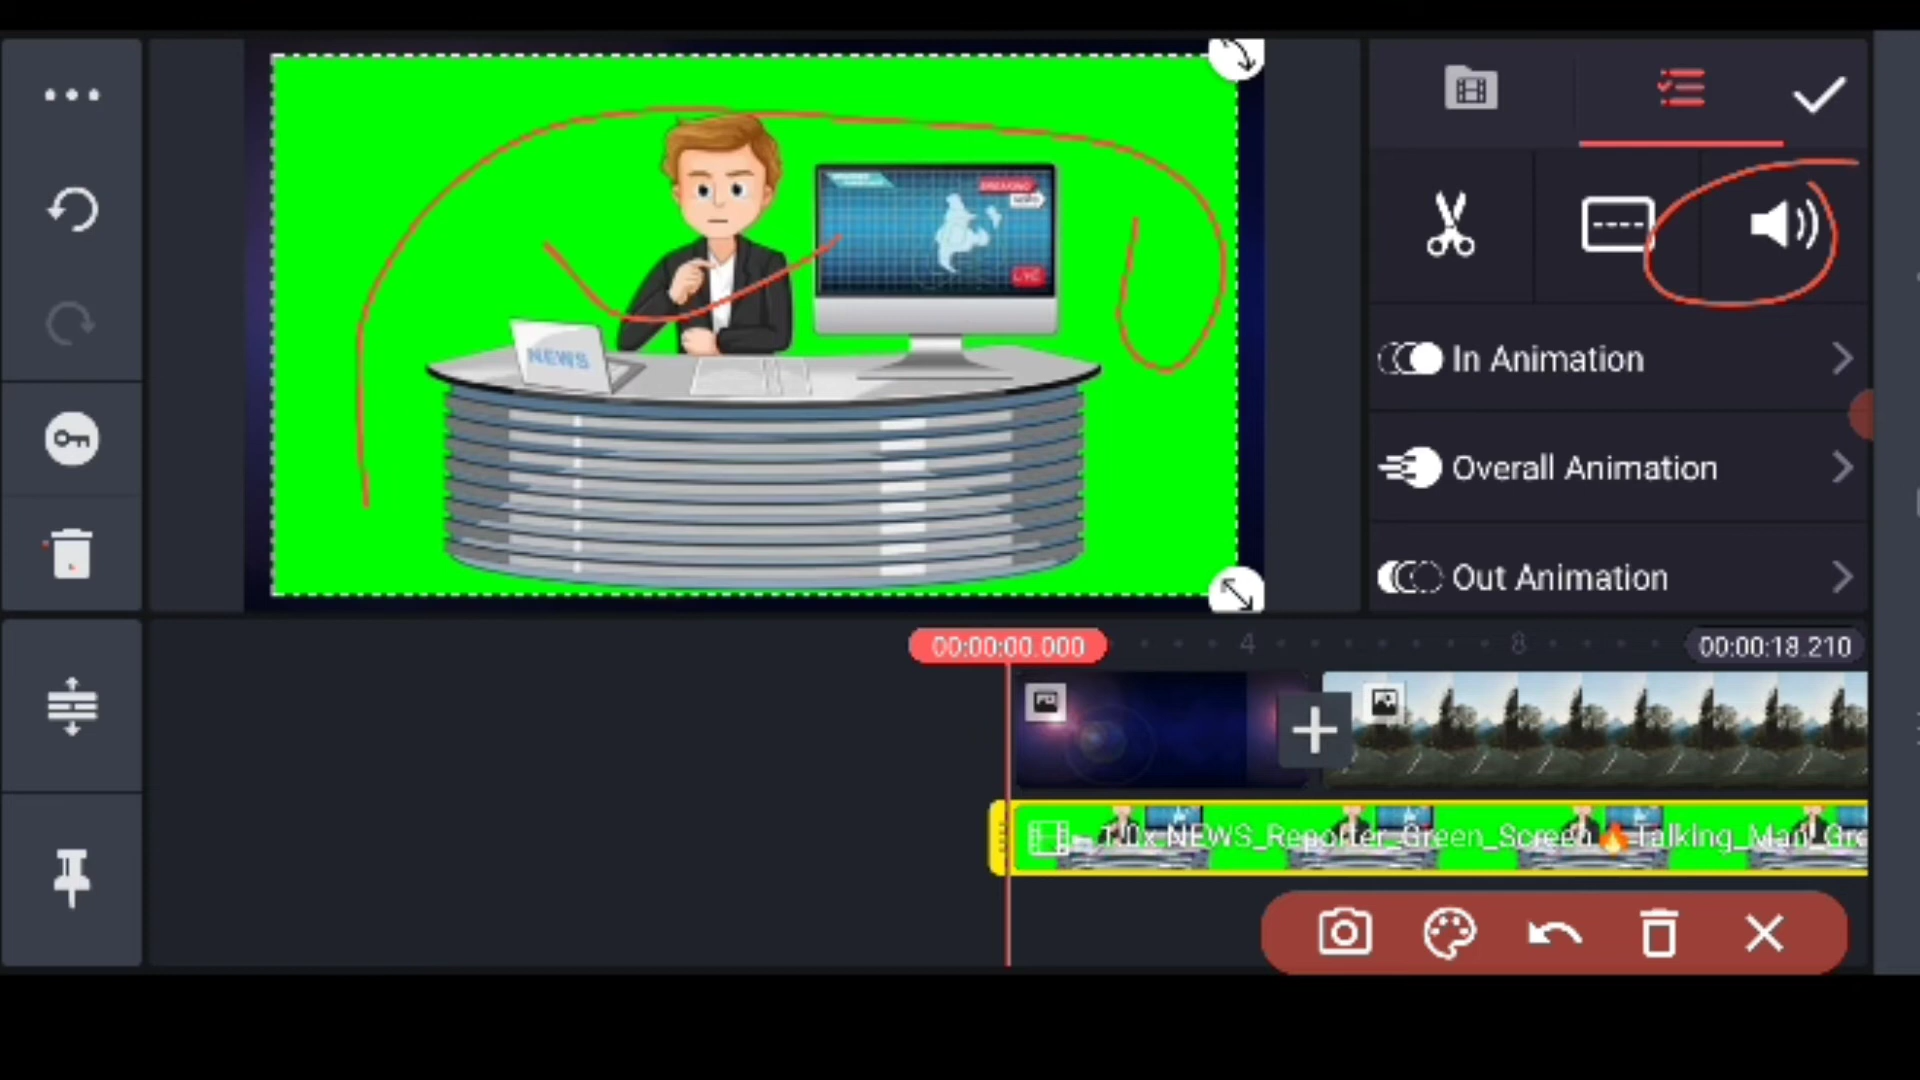 BREAKING
LIVE
NEWS
In Animation
Overall Animation
Out Animation
00:00:00.000
4
8
00:00:18.210
1.0x NEWS_Reporter_Green_Screen🔥Talking_Man_Gre